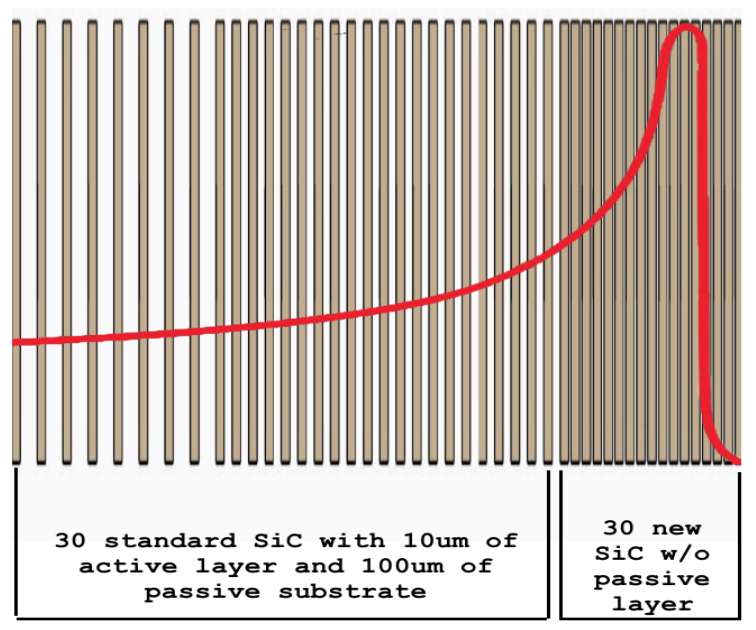 30 standard SiC with 10um of
active layer and 100um of
passive substrate
30 new
SiC w/o
passive
layer